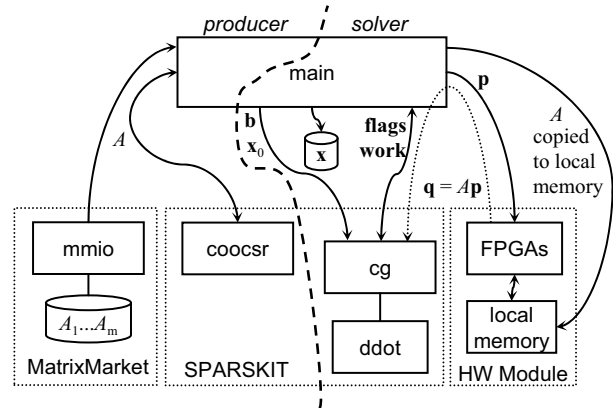 producer solver
main
b
x₀
x
flags
work
p
A
A
copied
to local
memory
q = Ap
mmio
coocsr
cg
FPGAs
A₁...Aₘ
ddot
local
memory
MatrixMarket
SPARSKIT
HW Module